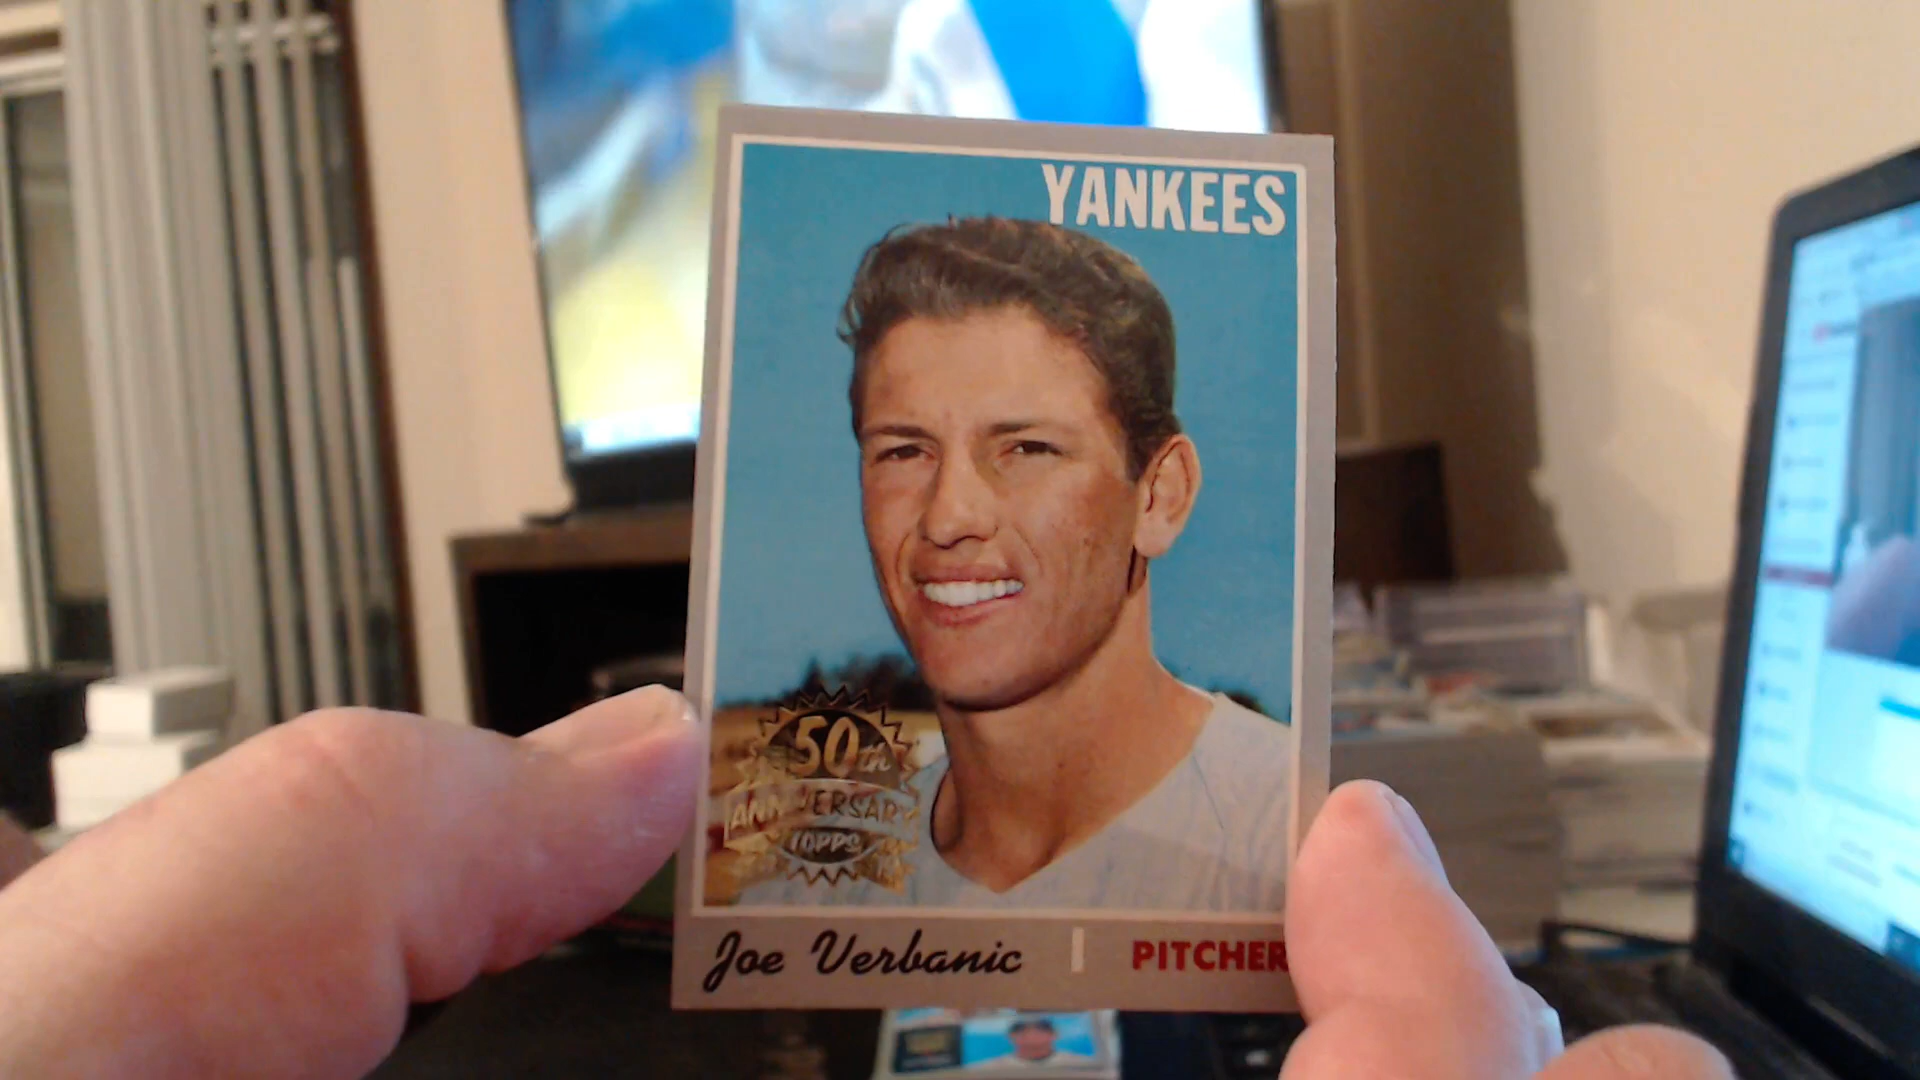 YANKEES
50th
ANNIVERSARY
TOPPS
Joe Verbanic | PITCHER